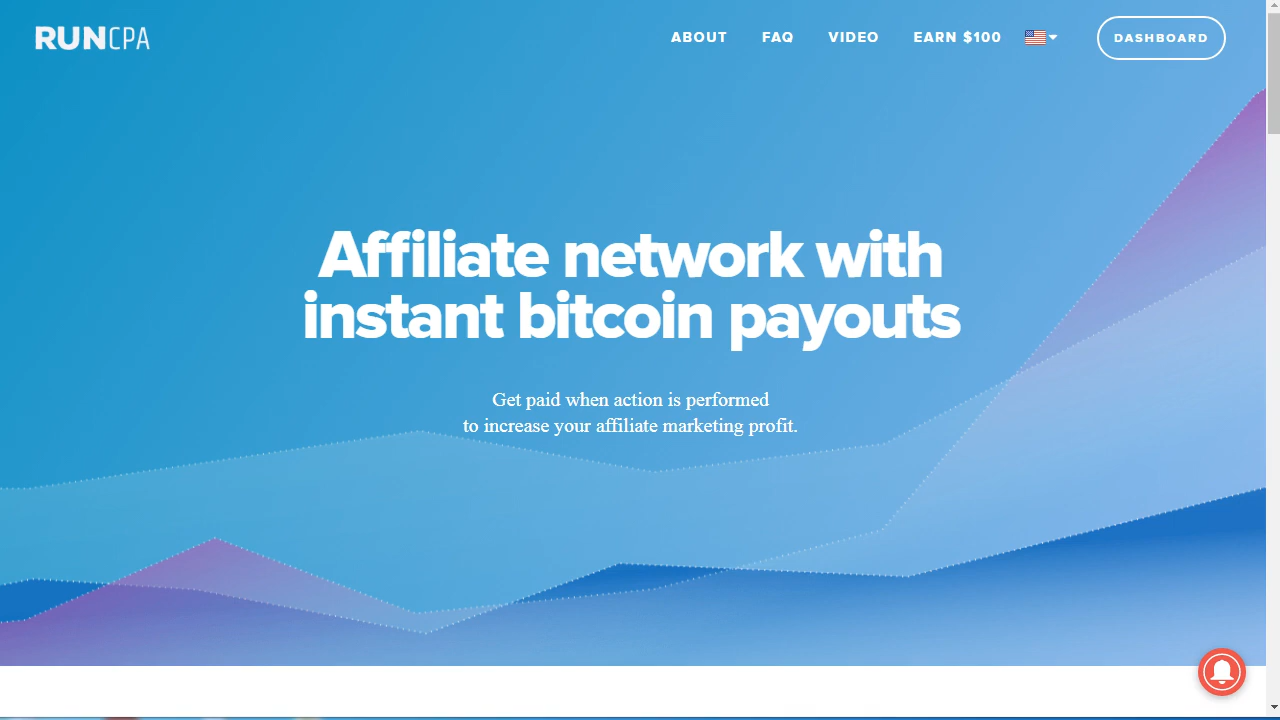 RUNCPA
ABOUT
FAQ
VIDEO
EARN $100
DASHBOARD
Affiliate network with
instant bitcoin payouts
Get paid when action is performed
to increase your affiliate marketing profit.